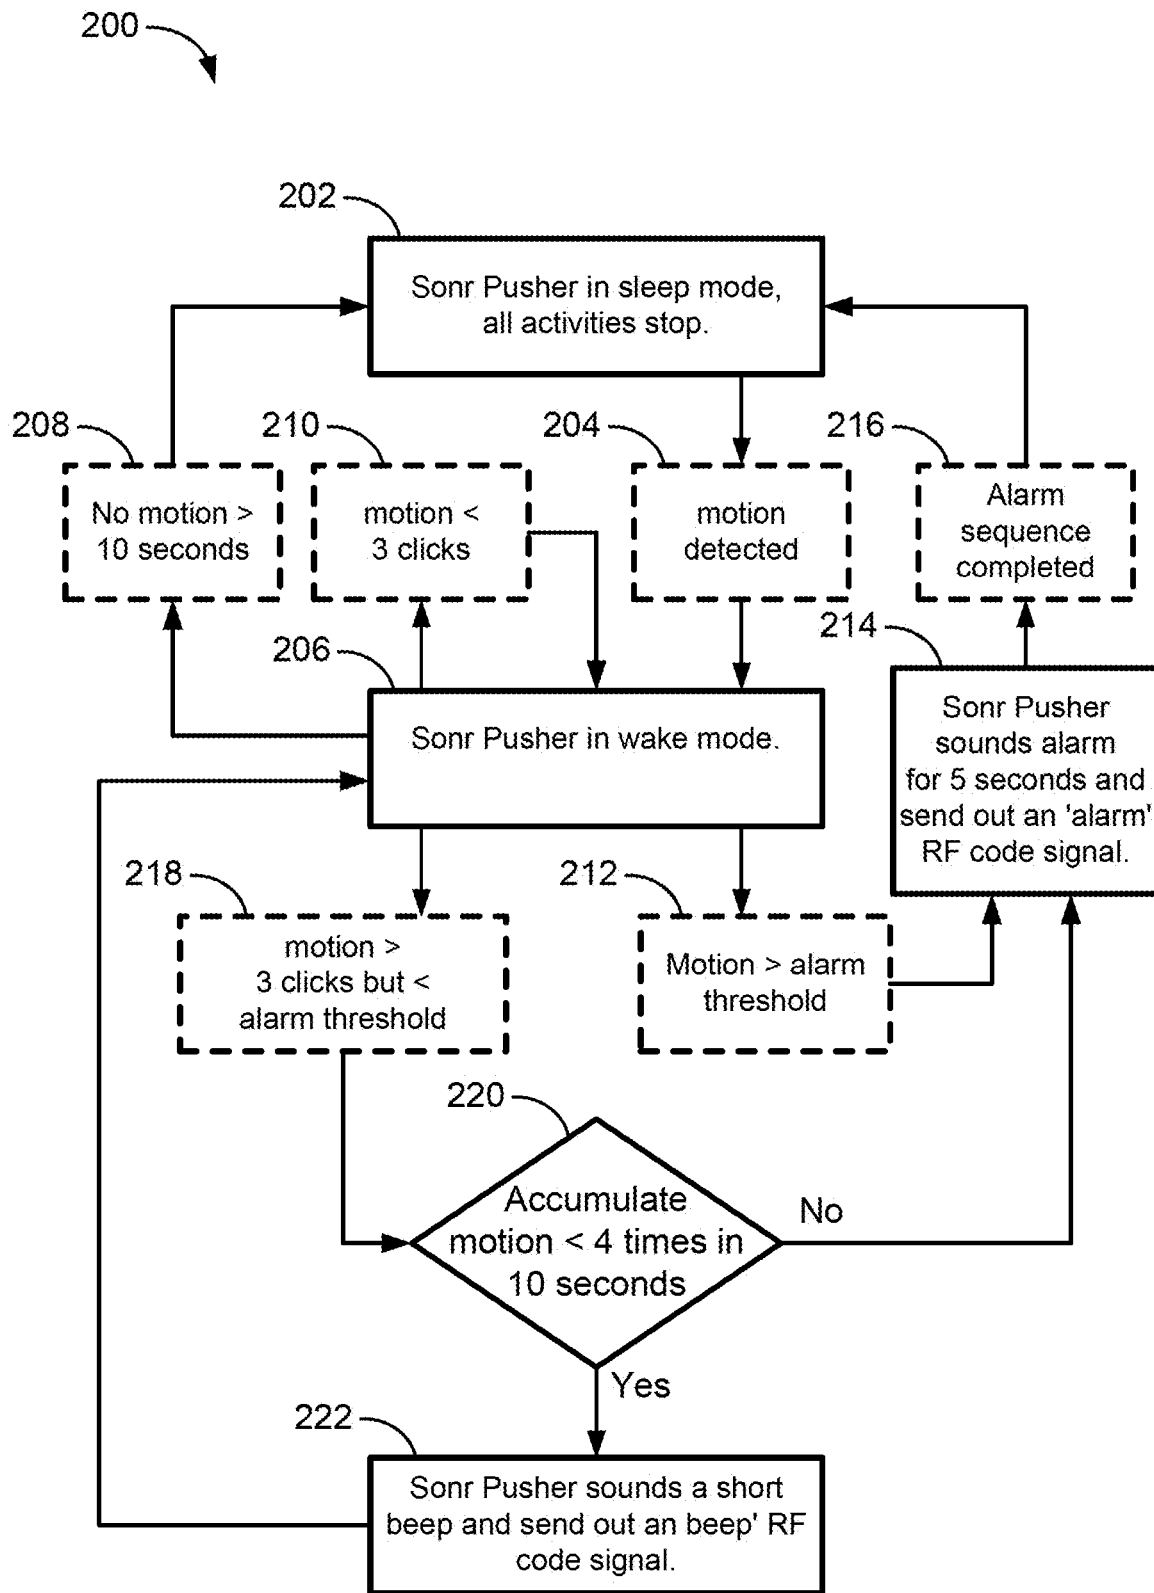 200
202
Sonr Pusher in sleep mode,
all activities stop.
208
No motion >
10 seconds
210
motion <
3 clicks
204
motion
detected
216
Alarm
sequence
completed
206
Sonr Pusher in wake mode.
214
Sonr Pusher
sounds alarm
for 5 seconds and
send out an 'alarm'
RF code signal.
218
motion >
3 clicks but <
alarm threshold
212
Motion > alarm
threshold
220
Accumulate
motion < 4 times in
10 seconds
No
Yes
222
Sonr Pusher sounds a short
beep and send out an beep' RF
code signal.